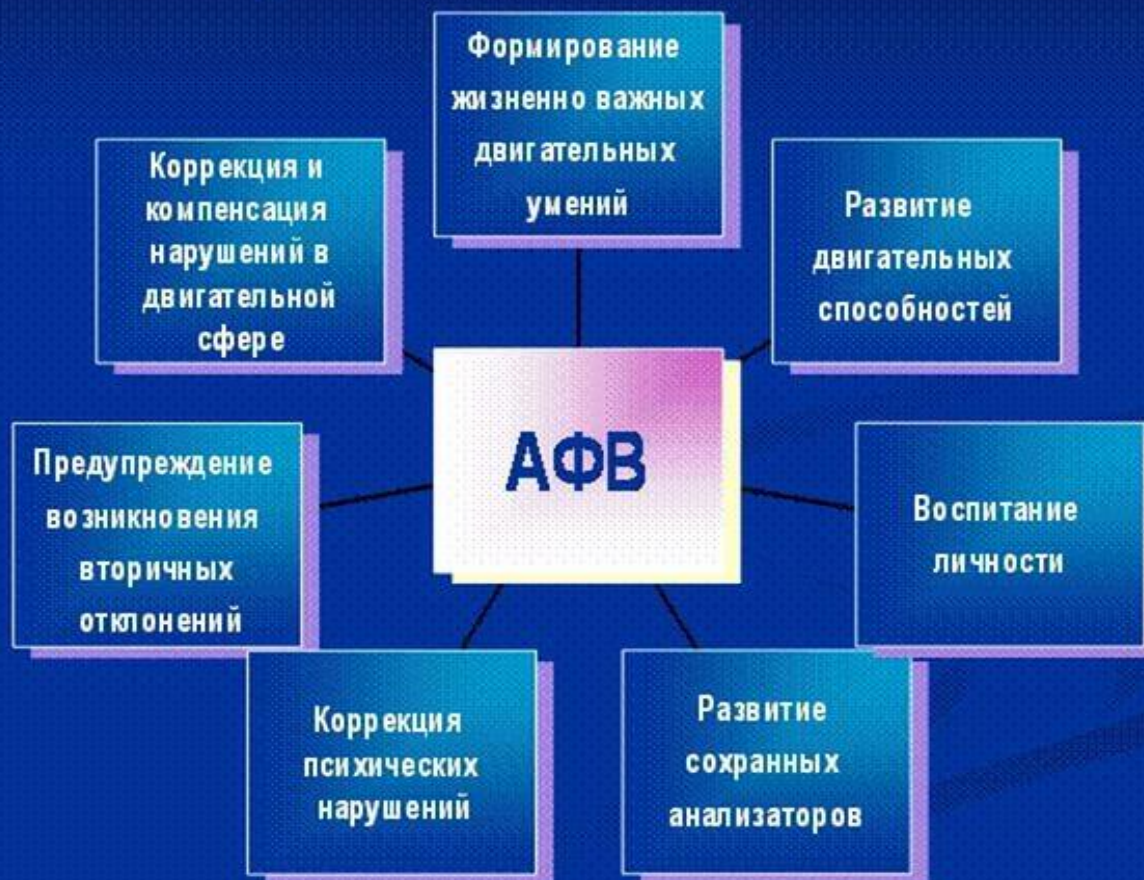 Формирование
жизненно важных
двигательных
умений
Коррекция и
компенсация
нарушений в
двигательной
сфере
Развитие
двигательных
способностей
АФВ
Предупреждение
возникновения
вторичных
отклонений
Воспитание
личности
Коррекция
психических
нарушений
Развитие
сохранных
анализаторов